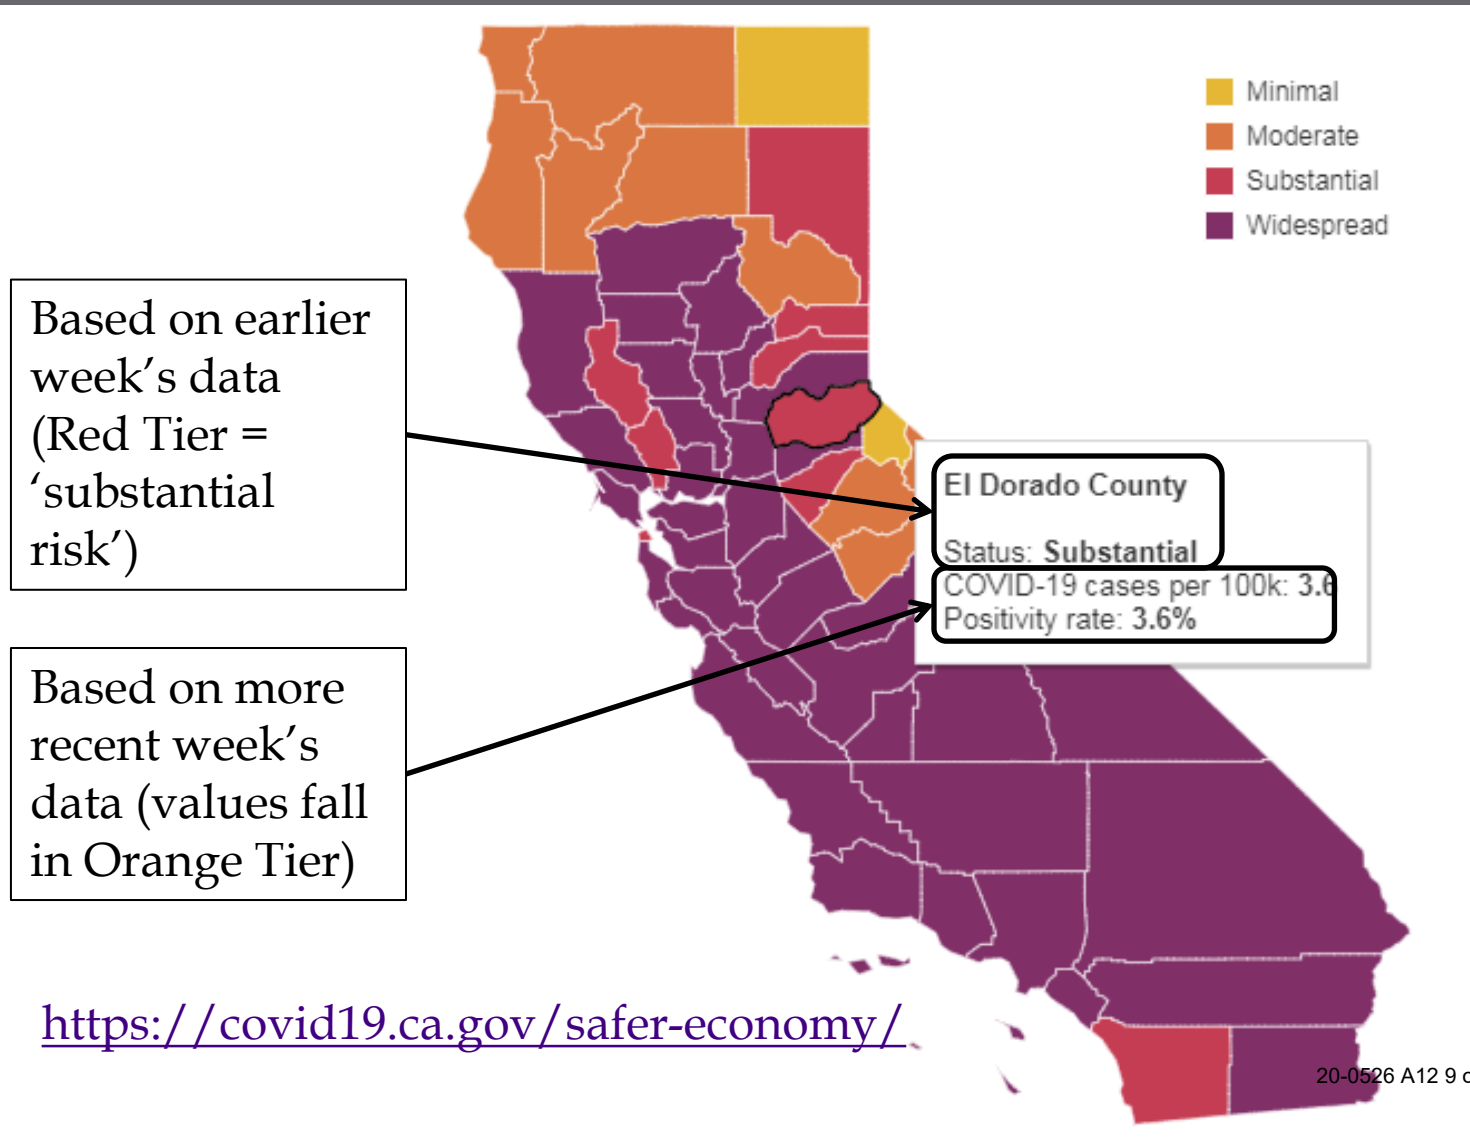 Minimal
Moderate
Substantial
Widespread
Based on earlier
week’s data
(Red Tier =
‘substantial
risk’)
El Dorado County
Status: Substantial
COVID-19 cases per 100k: 3.6
Positivity rate: 3.6%
Based on more
recent week’s
data (values fall
in Orange Tier)
https://covid19.ca.gov/safer-economy/
20-0526 A12 9 o